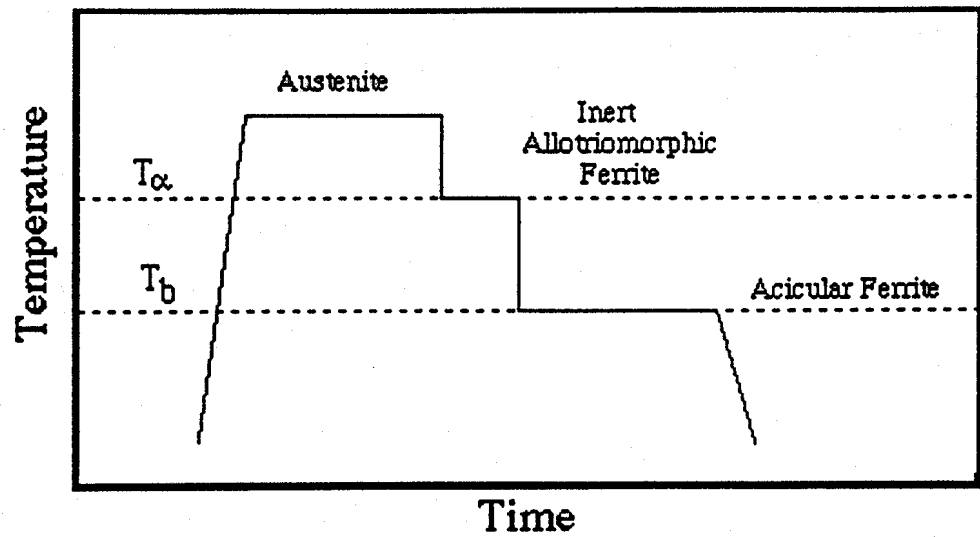 Austenite
Inert
Allotriomorphic
Ferrite
Tα
Tb
Acicular Ferrite
Temperature
Time